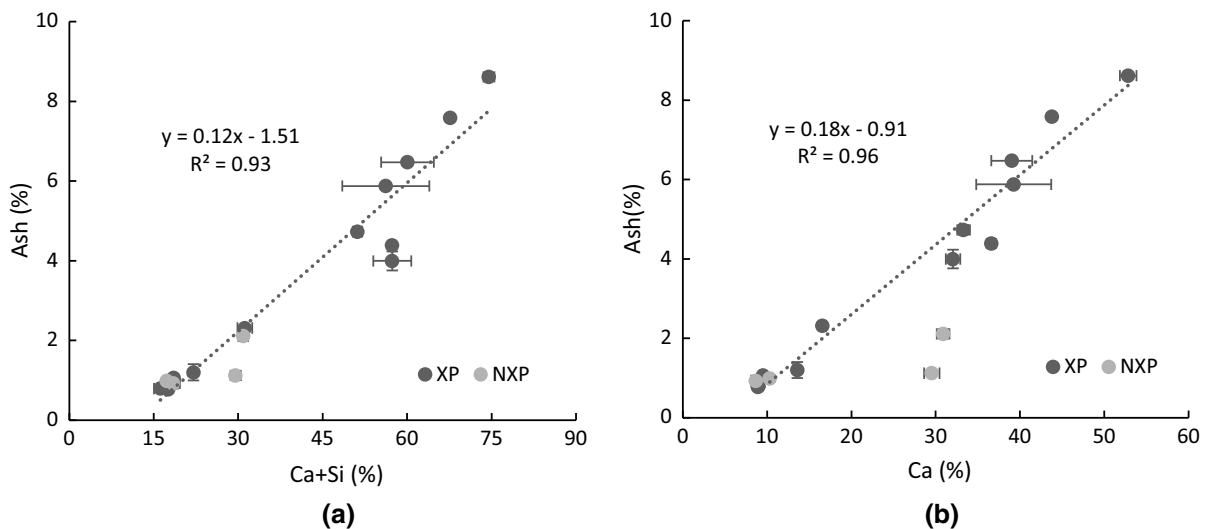 10
8
6
4
2
0
Ash (%)
y = 0.12x - 1.51
R² = 0.93
XP NXP
0 15 30 45 60 75 90
Ca+Si (%)
(a)
10
8
6
4
2
0
Ash(%)
y = 0.18x - 0.91
R² = 0.96
XP NXP
0 10 20 30 40 50 60
Ca (%)
(b)